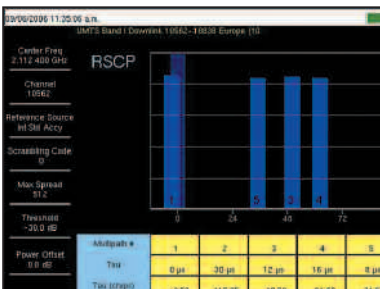 09/06/2006 11:35:06 a.m.
UMTS Band I Downlink 10562-10838 Europe (10
Center Freq
2.112 400 GHz
RSCP
Channel
10562
Reference Source
Int Std Accy
Scrambling Code
0
Max Spread
512
Threshold
-30.0 dB
Power Offset
0.0 dB
1 5 3 4
0 24 48 72
Multipath # 1 2 3 4 5
Tau 0 µs 30 µs 12 µs 16 µs 8 µs
Tau (chips)